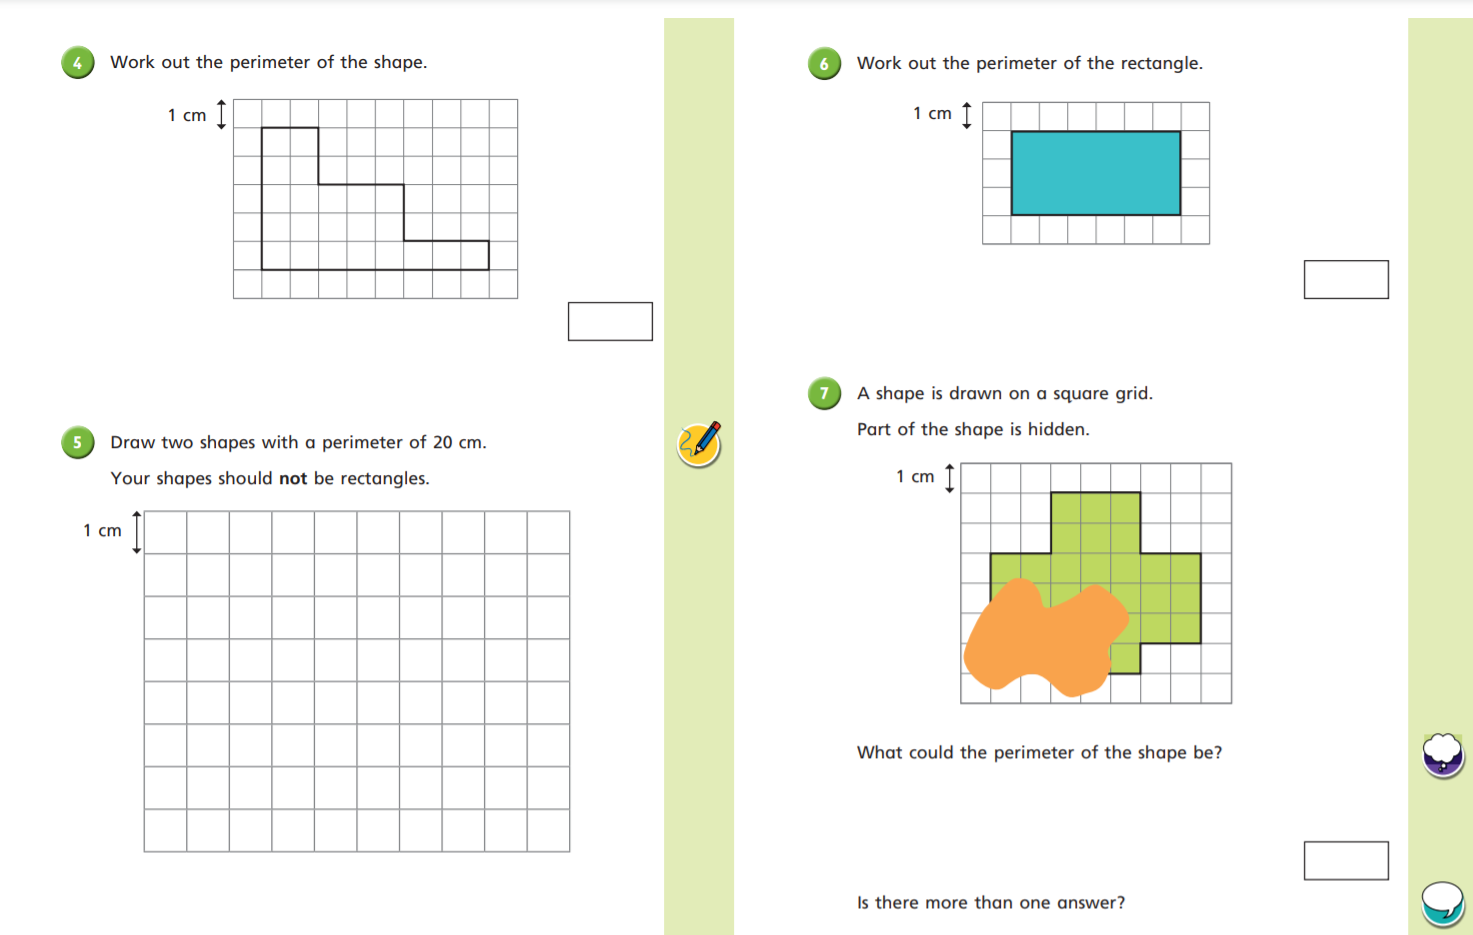 4 Work out the perimeter of the shape.
1 cm
5 Draw two shapes with a perimeter of 20 cm.
Your shapes should not be rectangles.
1 cm
6 Work out the perimeter of the rectangle.
1 cm
7 A shape is drawn on a square grid.
Part of the shape is hidden.
1 cm
What could the perimeter of the shape be?
Is there more than one answer?